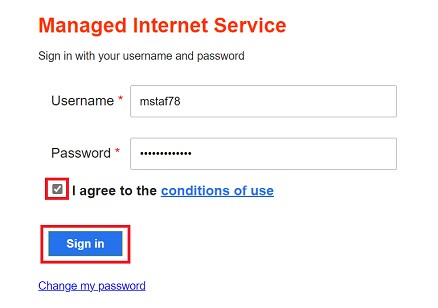 Managed Internet Service
Sign in with your username and password
Username *
mstaf78
Password *
•••••••••••••
I agree to the conditions of use
Sign in
Change my password